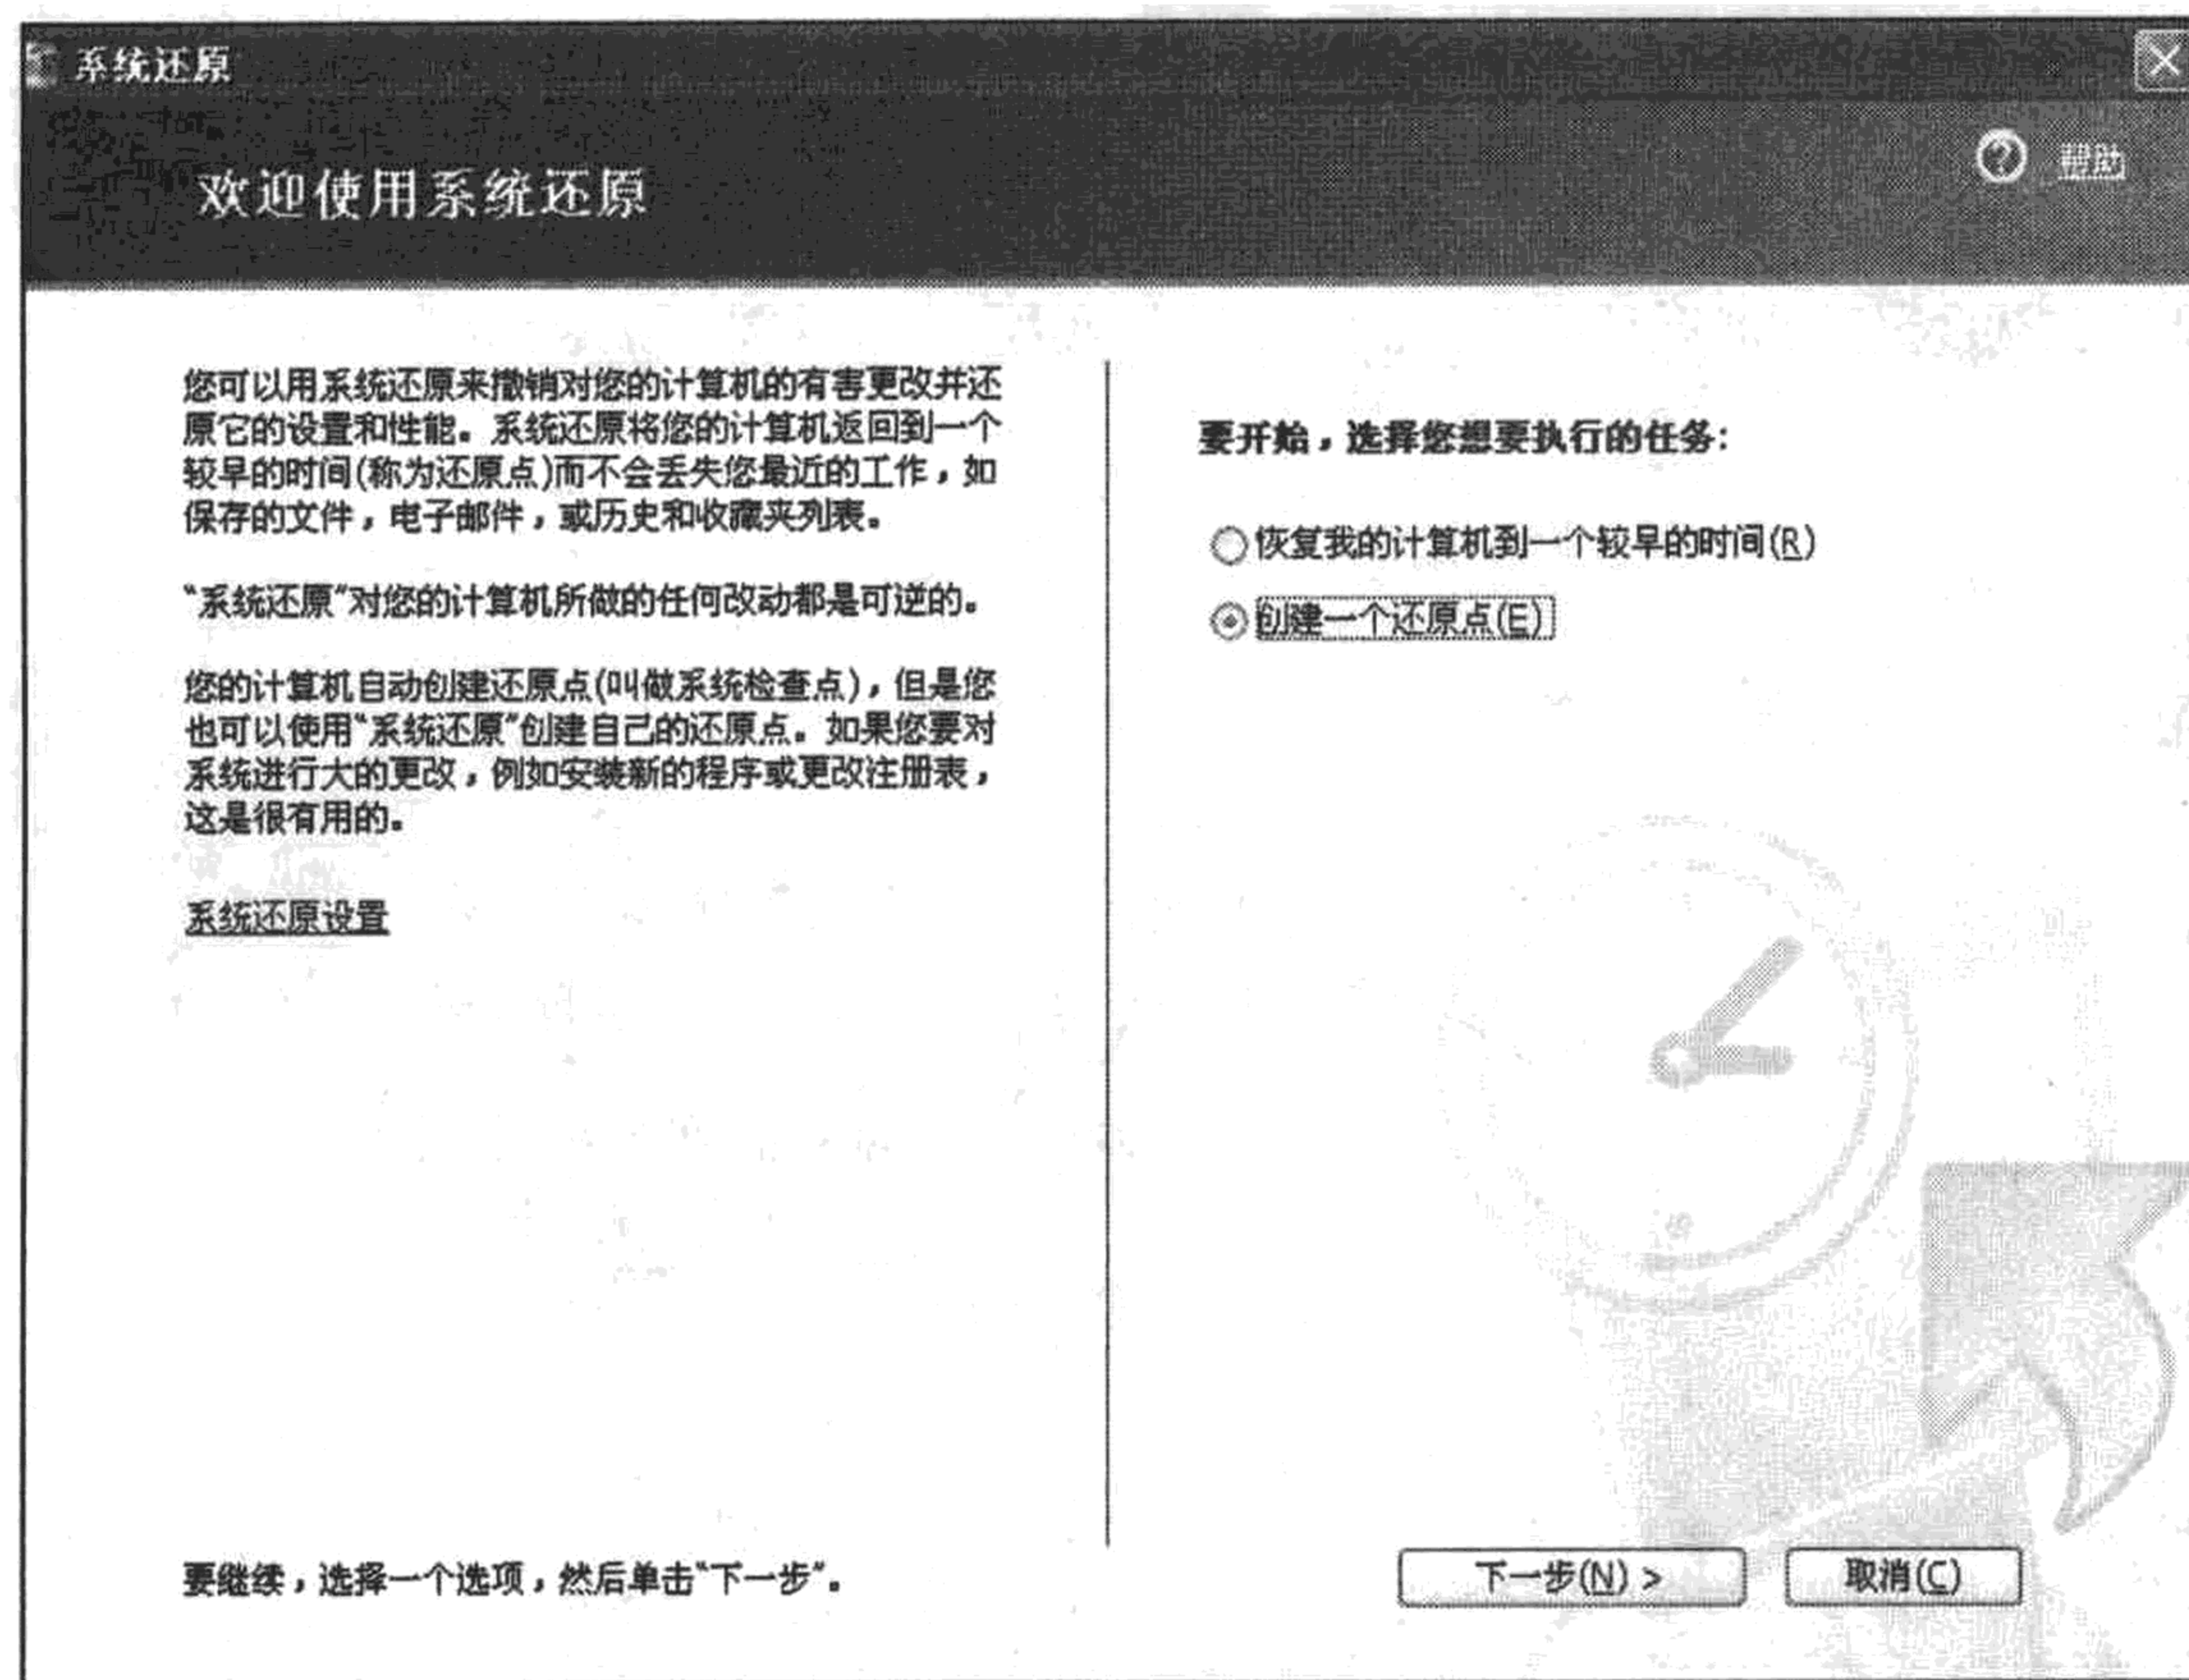 系统还原
帮助
欢迎使用系统还原
您可以用系统还原来撤销对您的计算机的有害更改并还
原它的设置和性能。系统还原将您的计算机返回到一个
较早的时间(称为还原点)而不会丢失您最近的工作，如
保存的文件，电子邮件，或历史和收藏夹列表。
“系统还原”对您的计算机所做的任何改动都是可逆的。
您的计算机自动创建还原点(叫做系统检查点)，但是您
也可以使用“系统还原”创建自己的还原点。如果您要对
系统进行大的更改，例如安装新的程序或更改注册表，
这是很有用的。
系统还原设置
要继续，选择一个选项，然后单击“下一步”。
要开始，选择您想要执行的任务：
恢复我的计算机到一个较早的时间(R)
创建一个还原点(E)
下一步(N) >
取消(C)